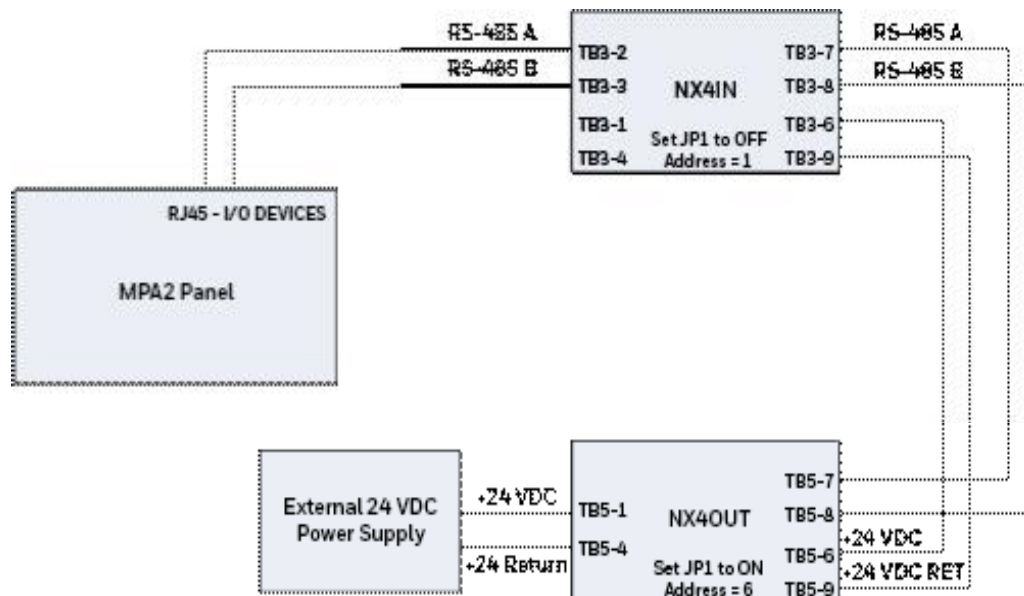 RS-485 A
RS-485 B
TB3-2
TB3-3
TB3-1
TB3-4
NX4IN
Set JP1 to OFF
Address = 1
TB3-7
TB3-8
TB3-6
TB3-9
RS-485 A
RS-485 B
RJ45 - I/O DEVICES
MPA2 Panel
External 24 VDC
Power Supply
+24 VDC
+24 Return
TB5-1
TB5-4
NX4OUT
Set JP1 to ON
Address = 6
TB5-7
TB5-8
TB5-6
TB5-9
+24 VDC
+24 VDC RET